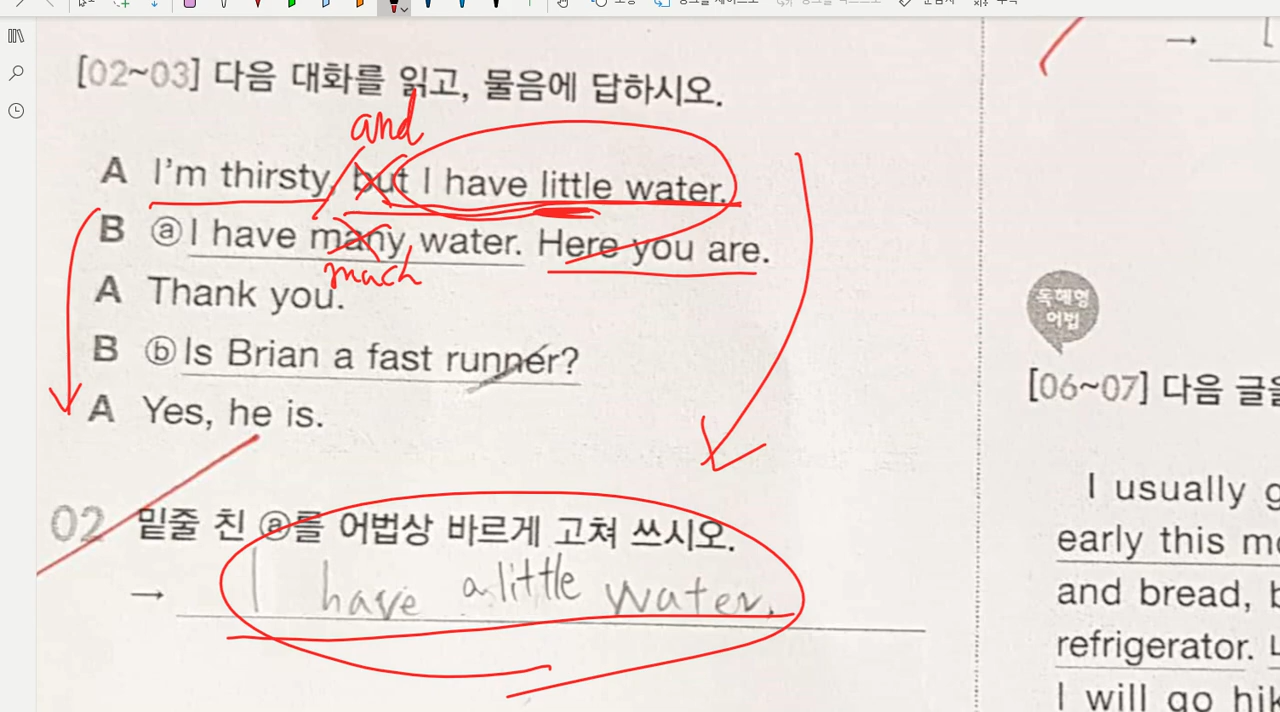 [02~03] 다음 대화를 읽고, 물음에 답하시오.
and
A I'm thirsty, but I have little water.
B ⓐ I have many water. Here you are.
much
A Thank you.
B ⓑ Is Brian a fast runner?
A Yes, he is.
02 밑줄 친 ⓐ를 어법상 바르게 고쳐 쓰시오.
→ I have a little water.
→
독해형
어법
[06~07] 다음 글을
I usually g
early this mo
and bread, b
refrigerator.
I will go hik